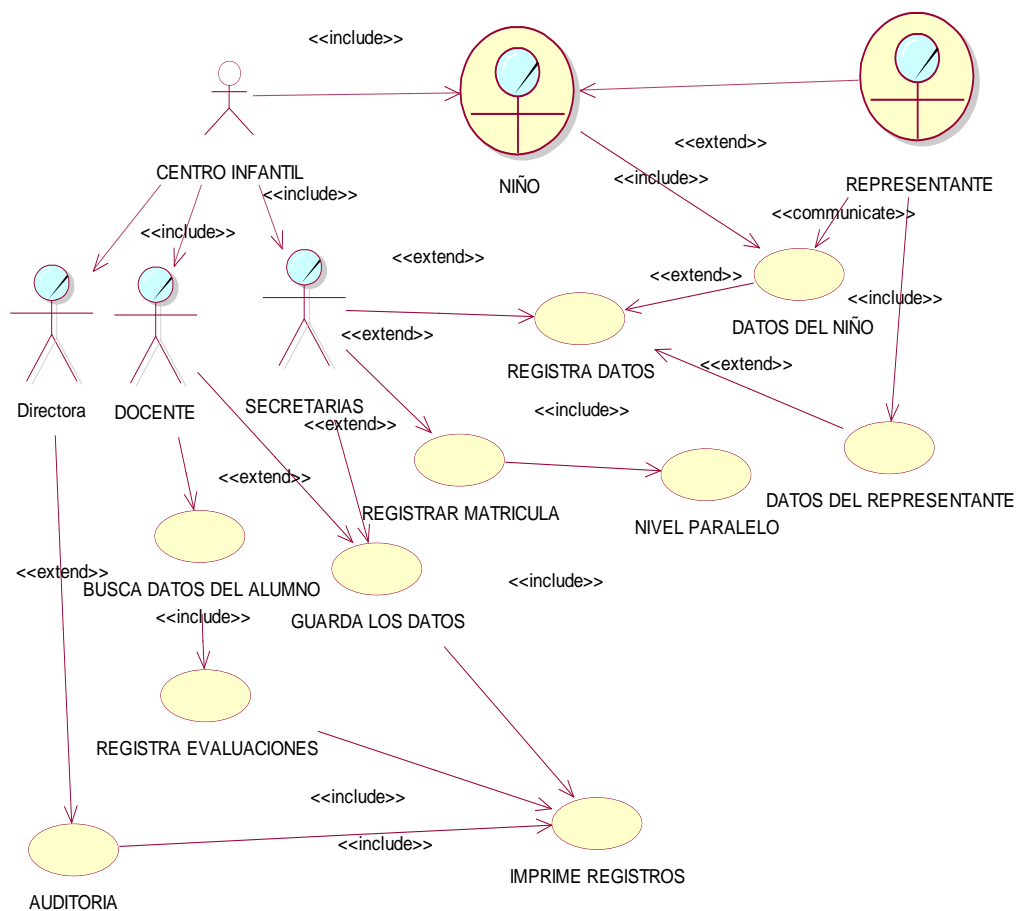 <<include>>
<<extend>>
CENTRO INFANTIL
NIÑO
REPRESENTANTE
<<include>>
<<include>>
<<communicate>>
<<include>>
<<extend>>
<<extend>>
<<include>>
DATOS DEL NIÑO
<<extend>>
<<extend>>
REGISTRA DATOS
Directora
DOCENTE
SECRETARIAS
<<include>>
<<extend>>
<<extend>>
DATOS DEL REPRESENTANTE
REGISTRAR MATRICULA
NIVEL PARALELO
<<extend>>
BUSCA DATOS DEL ALUMNO
<<include>>
<<include>>
GUARDA LOS DATOS
REGISTRA EVALUACIONES
<<include>>
<<include>>
IMPRIME REGISTROS
AUDITORIA